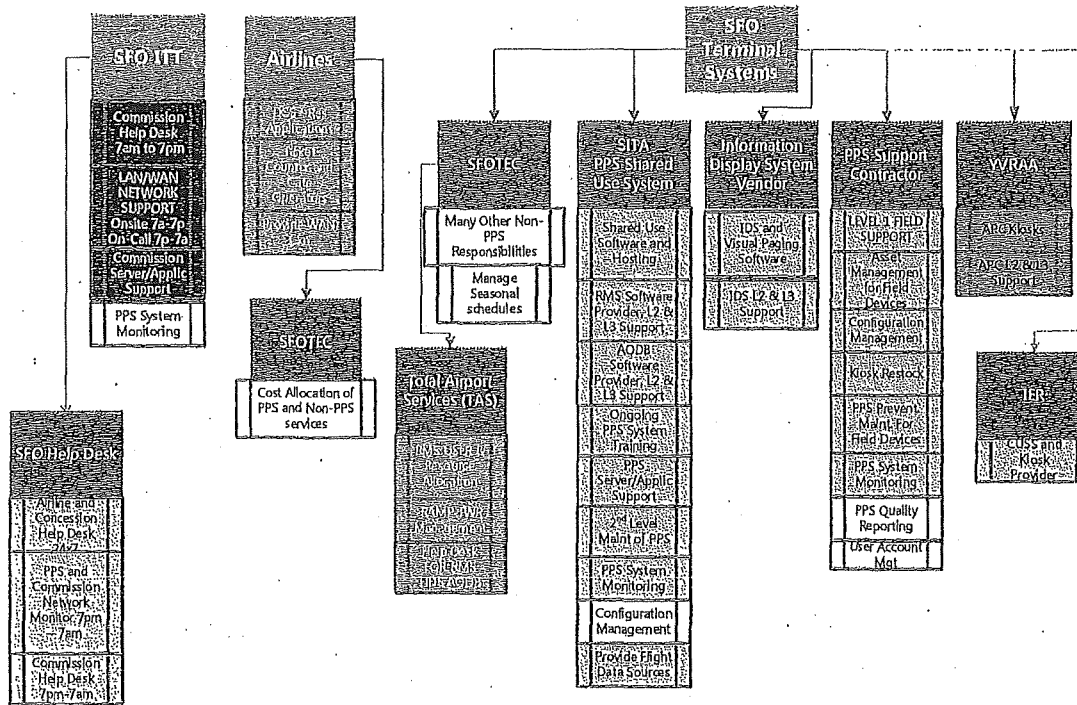 SFO ITT
Commission
Help Desk
7am to 7pm
LAN/WAN
NETWORK
SUPPORT
Onsite 7a-7p
On-Call 7p-7a
Commission
Server/Applic
Support
PPS System
Monitoring
SFO Help Desk
Airline and
Concession
Help Desk
24x7
PPS and
Commission
Network
Monitor 7pm
- 7am
Commission
Help Desk
7pm-7am
Airlines
Applications
SFOTEC
Cost Allocation of
PPS and Non-PPS
services
SFO
Terminal
Systems
SFOTEC
Many Other Non-
PPS
Responsibilities
Manage
Seasonal
schedules
Total Airport
Services (TAS)
Resource
Allocation
Management
Help Desk
SITA
PPS Shared
Use System
Shared Use
Software and
Hosting
RMS Software
Provider, L2 &
L3 Support
AODB
Software
Provider, L2 &
L3 Support
Ongoing
PPS System
Training
PPS
Server/Applic
Support
2nd Level
Maint of PPS
PPS System
Monitoring
Configuration
Management
Provide Flight
Data Sources
Information
Display System
Vendor
IDS and
Visual Paging
Software
IDS L2 & L3
Support
PPS Support
Contractor
LEVEL 1 FIELD
SUPPORT
Asset
Management
for Field
Devices
Configuration
Management
Kiosk Restock
PPS Prevent
Maint For
Field Devices
PPS System
Monitoring
PPS Quality
Reporting
User Account
Mgt
VVRAA
APC Kiosks
APC L2 & L3
Support
IER
CUSS and
Kiosk
Provider